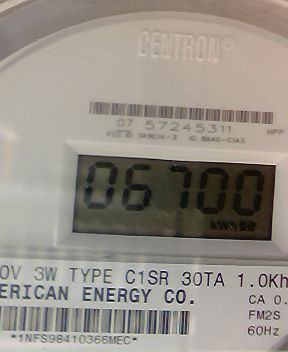 CENTRON®
07 57245311
HPP
06700
kWh
0V 3W TYPE C1SR 30TA 1.0Kh
ERICAN ENERGY CO.
CA 0.
FM2S
60Hz
*1NFS98410366MEC*